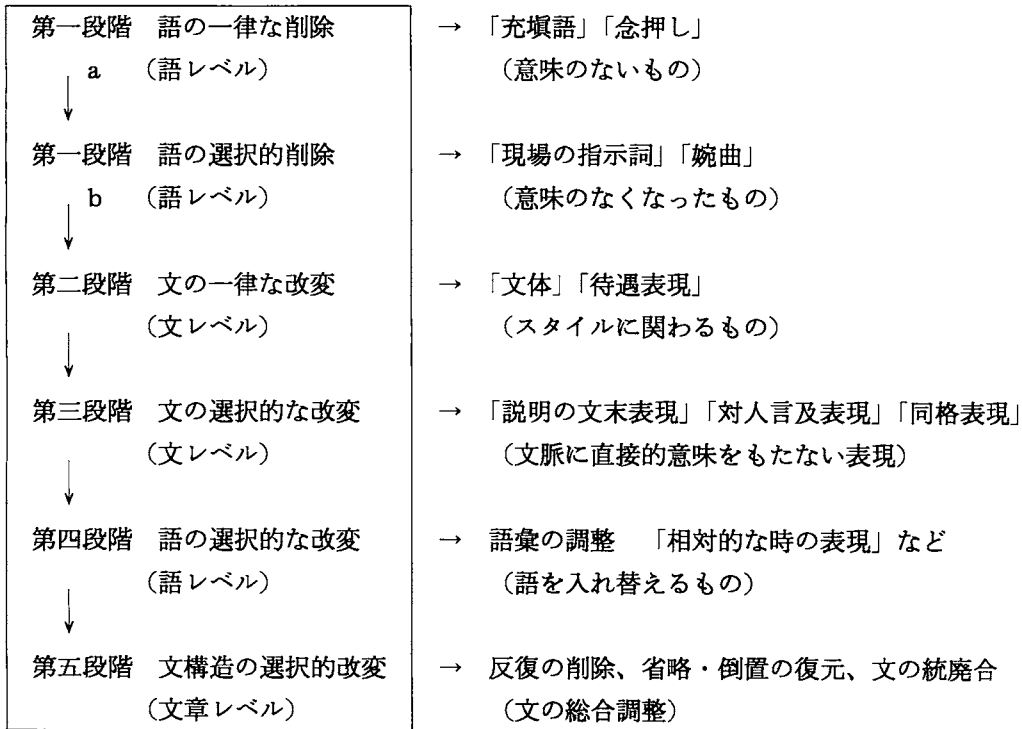 第一段階　語の一律な削除　→　「充塡語」「念押し」
a　（語レベル）　（意味のないもの）
↓
第一段階　語の選択的削除　→　「現場の指示詞」「婉曲」
b　（語レベル）　（意味のなくなったもの）
↓
第二段階　文の一律な改変　→　「文体」「待遇表現」
（文レベル）　（スタイルに関わるもの）
↓
第三段階　文の選択的な改変　→　「説明の文末表現」「対人言及表現」「同格表現」
（文レベル）　（文脈に直接的意味をもたない表現）
↓
第四段階　語の選択的な改変　→　語彙の調整　「相対的な時の表現」など
（語レベル）　（語を入れ替えるもの）
↓
第五段階　文構造の選択的改変　→　反復の削除、省略・倒置の復元、文の統廃合
（文章レベル）　（文の総合調整）